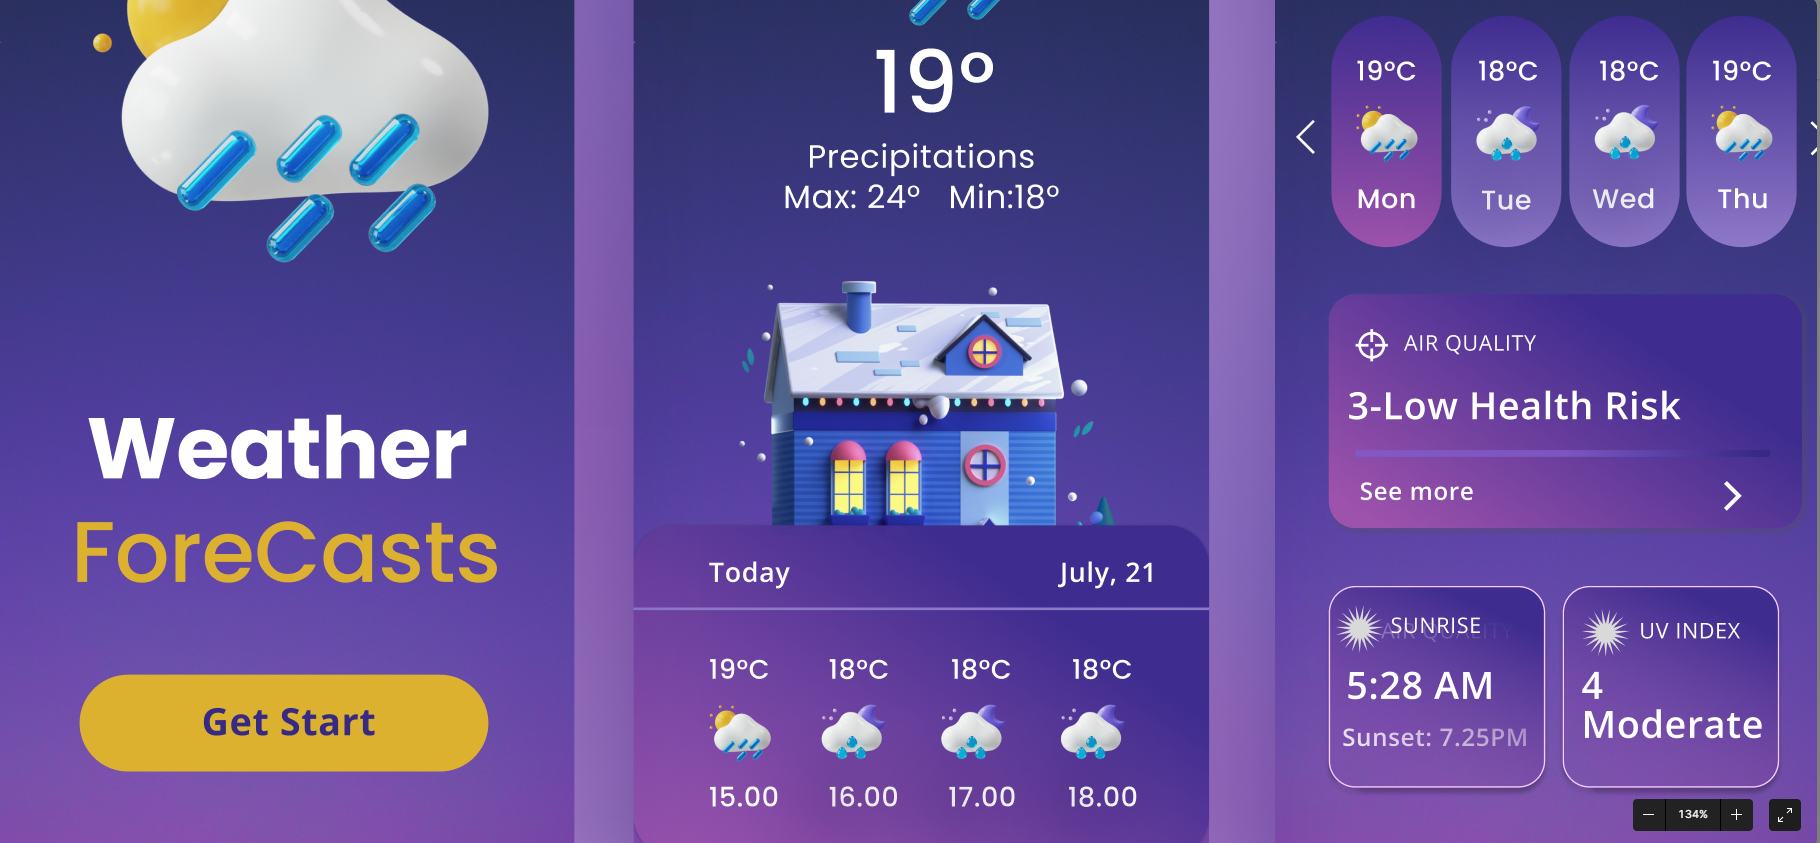 Weather
ForeCasts
Get Start
19°
Precipitations
Max: 24° Min:18°
Today July, 21
19°C 18°C 18°C 18°C
15.00 16.00 17.00 18.00
19°C 18°C 18°C 19°C
Mon Tue Wed Thu
AIR QUALITY
3-Low Health Risk
See more
SUNRISE
AIR QUALITY
5:28 AM
Sunset: 7.25PM
UV INDEX
4
Moderate
134%